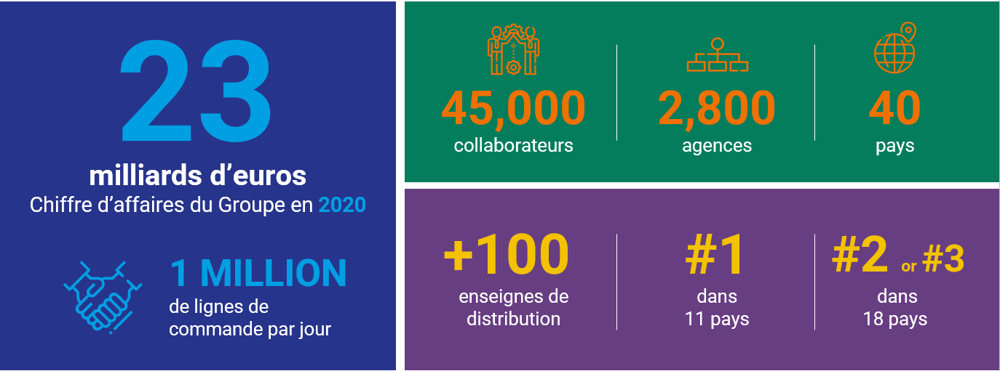 23
milliards d’euros
Chiffre d’affaires du Groupe en 2020
1 MILLION
de lignes de
commande par jour
45,000
collaborateurs
2,800
agences
40
pays
+100
enseignes de
distribution
#1
dans
11 pays
#2 or #3
dans
18 pays